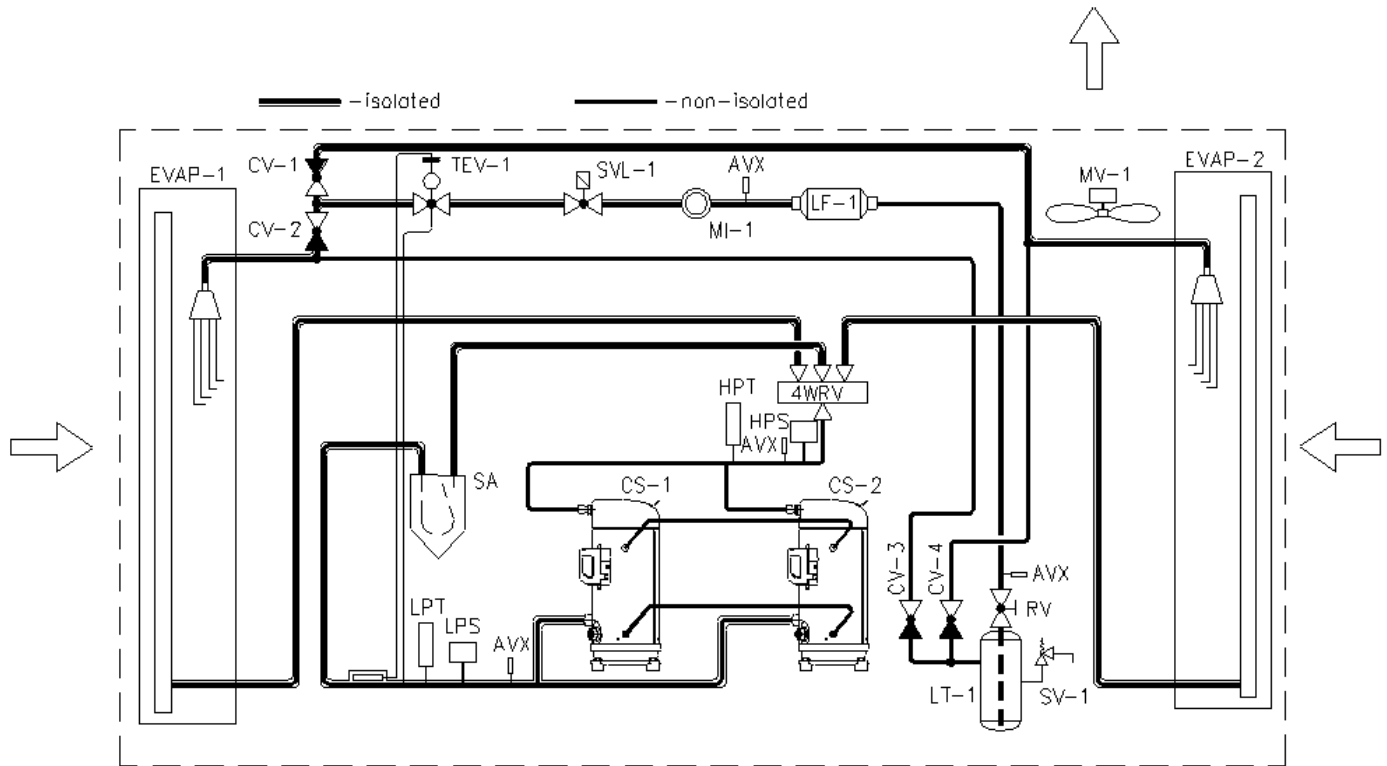 -isolated
-non-isolated
CV-1
TEV-1
SVL-1
AVX
EVAP-1
EVAP-2
MV-1
LF-1
MI-1
CV-2
4WRV
HPT
HPS
AVX
SA
CS-1
CS-2
CV-3
CV-4
AVX
RV
LPT
LPS
AVX
LT-1
SV-1